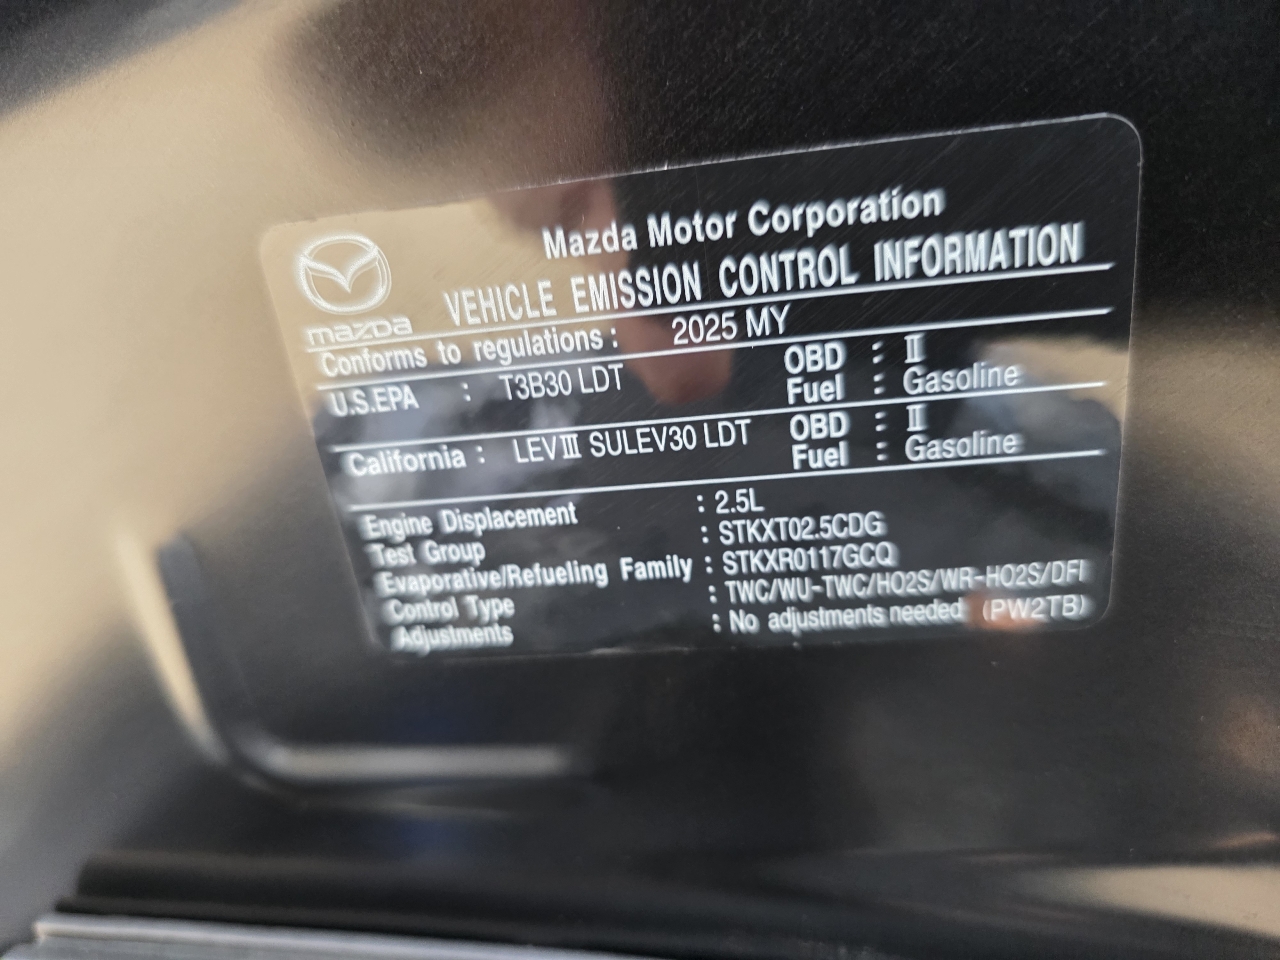 Mazda Motor Corporation
mazDa
VEHICLE EMISSION CONTROL INFORMATION
Conforms to regulations : 2025 MY
U.S.EPA : T3B30 LDT OBD : Ⅱ
Fuel : Gasoline
California : LEVⅢ SULEV30 LDT OBD : Ⅱ
Fuel : Gasoline
Engine Displacement : 2.5L
Test Group : STKXT02.5CDG
Evaporative/Refueling Family : STKXR0117GCQ
Control Type : TWC/WU-TWC/HO2S/WR-HO2S/DFI
Adjustments : No adjustments needed (PW2TB)